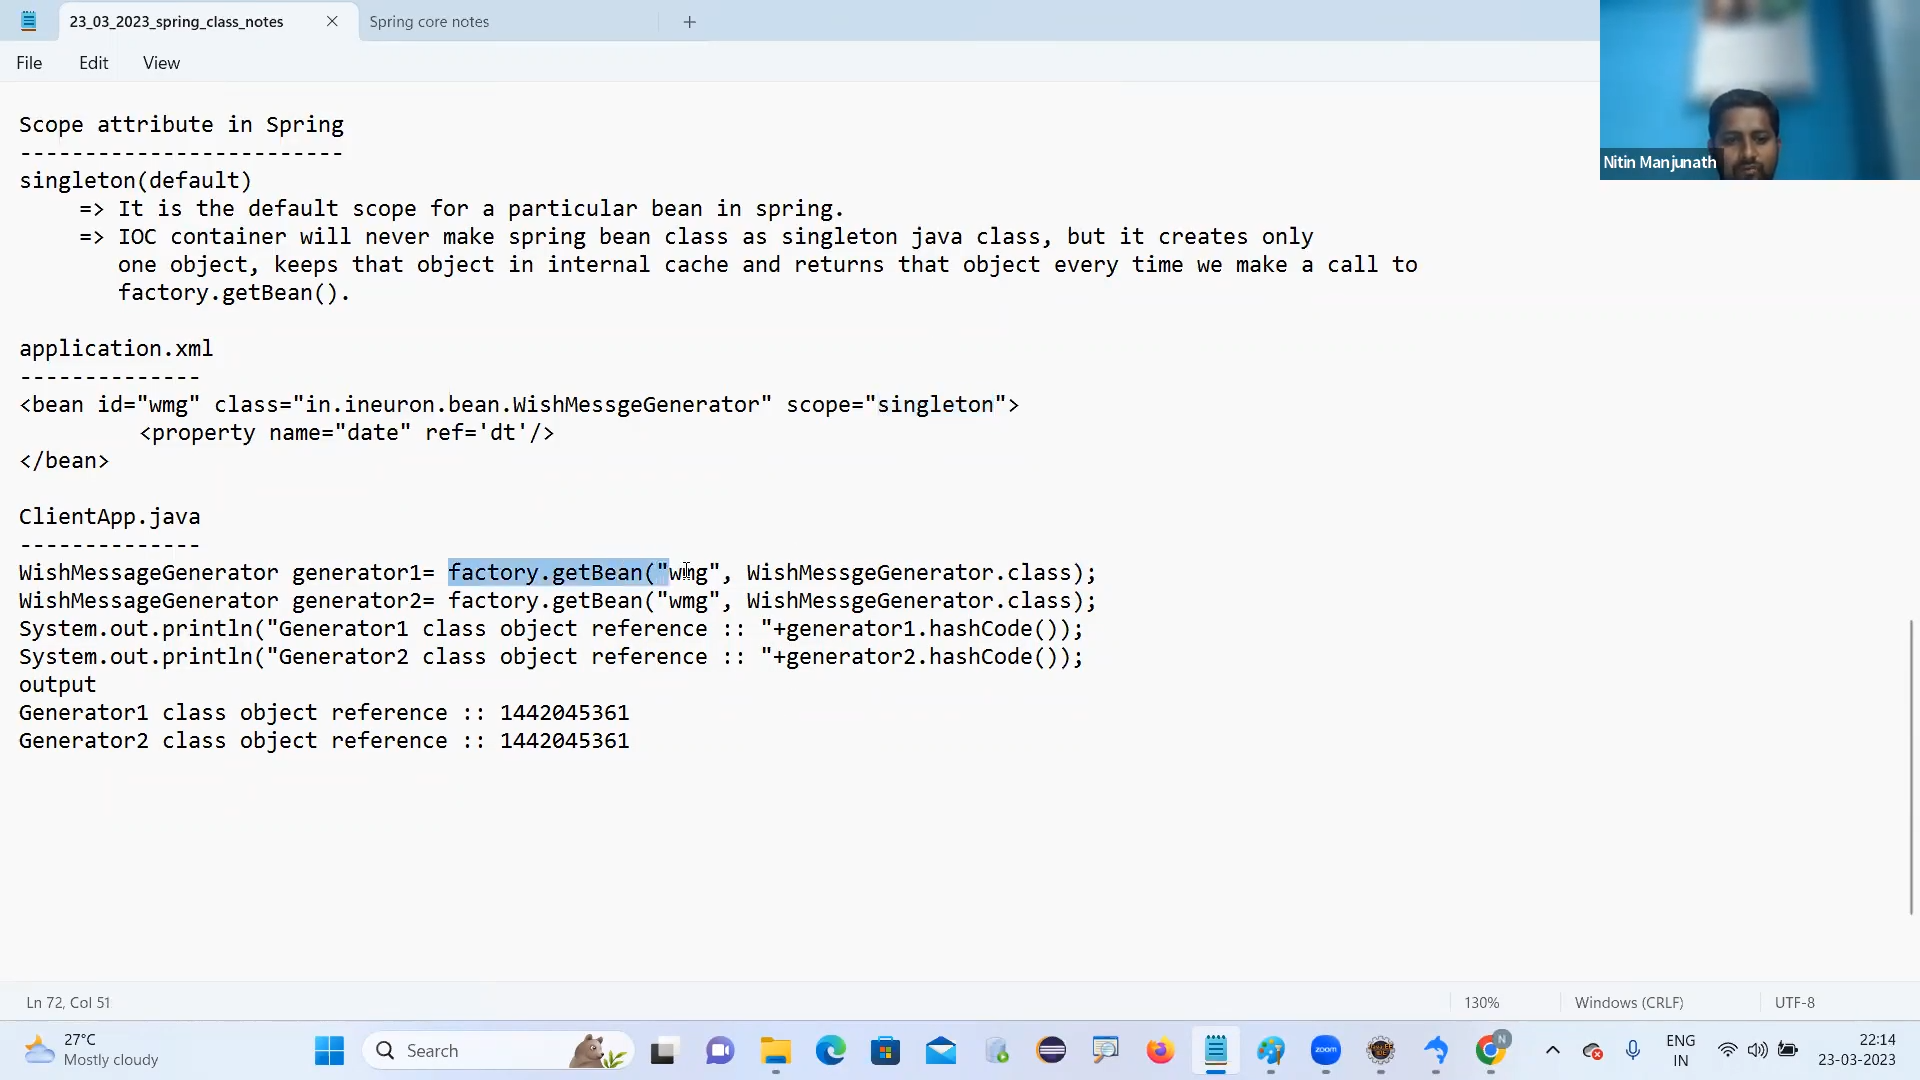 23_03_2023_spring_class_notes
Spring core notes
File Edit View
Nitin Manjunath
Scope attribute in Spring
-------------------------
singleton(default)
=> It is the default scope for a particular bean in spring.
=> IOC container will never make spring bean class as singleton java class, but it creates only
one object, keeps that object in internal cache and returns that object every time we make a call to
factory.getBean().
application.xml
--------------
<bean id="wmg" class="in.ineuron.bean.WishMessgeGenerator" scope="singleton">
<property name="date" ref='dt'/>
</bean>
ClientApp.java
--------------
WishMessageGenerator generator1= factory.getBean("wmg", WishMessgeGenerator.class);
WishMessageGenerator generator2= factory.getBean("wmg", WishMessgeGenerator.class);
System.out.println("Generator1 class object reference :: "+generator1.hashCode());
System.out.println("Generator2 class object reference :: "+generator2.hashCode());
output
Generator1 class object reference :: 1442045361
Generator2 class object reference :: 1442045361
Ln 72, Col 51
130%
Windows (CRLF)
UTF-8
27°C
Mostly cloudy
Search
zoom
N
ENG
IN
22:14
23-03-2023